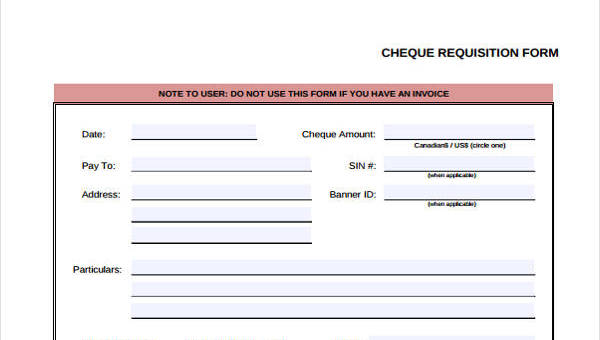 CHEQUE REQUISITION FORM
NOTE TO USER: DO NOT USE THIS FORM IF YOU HAVE AN INVOICE
Date: Cheque Amount:
Canadian$ / US$ (circle one)
Pay To: SIN #:
(when applicable)
Address: Banner ID:
(when applicable)
Particulars: